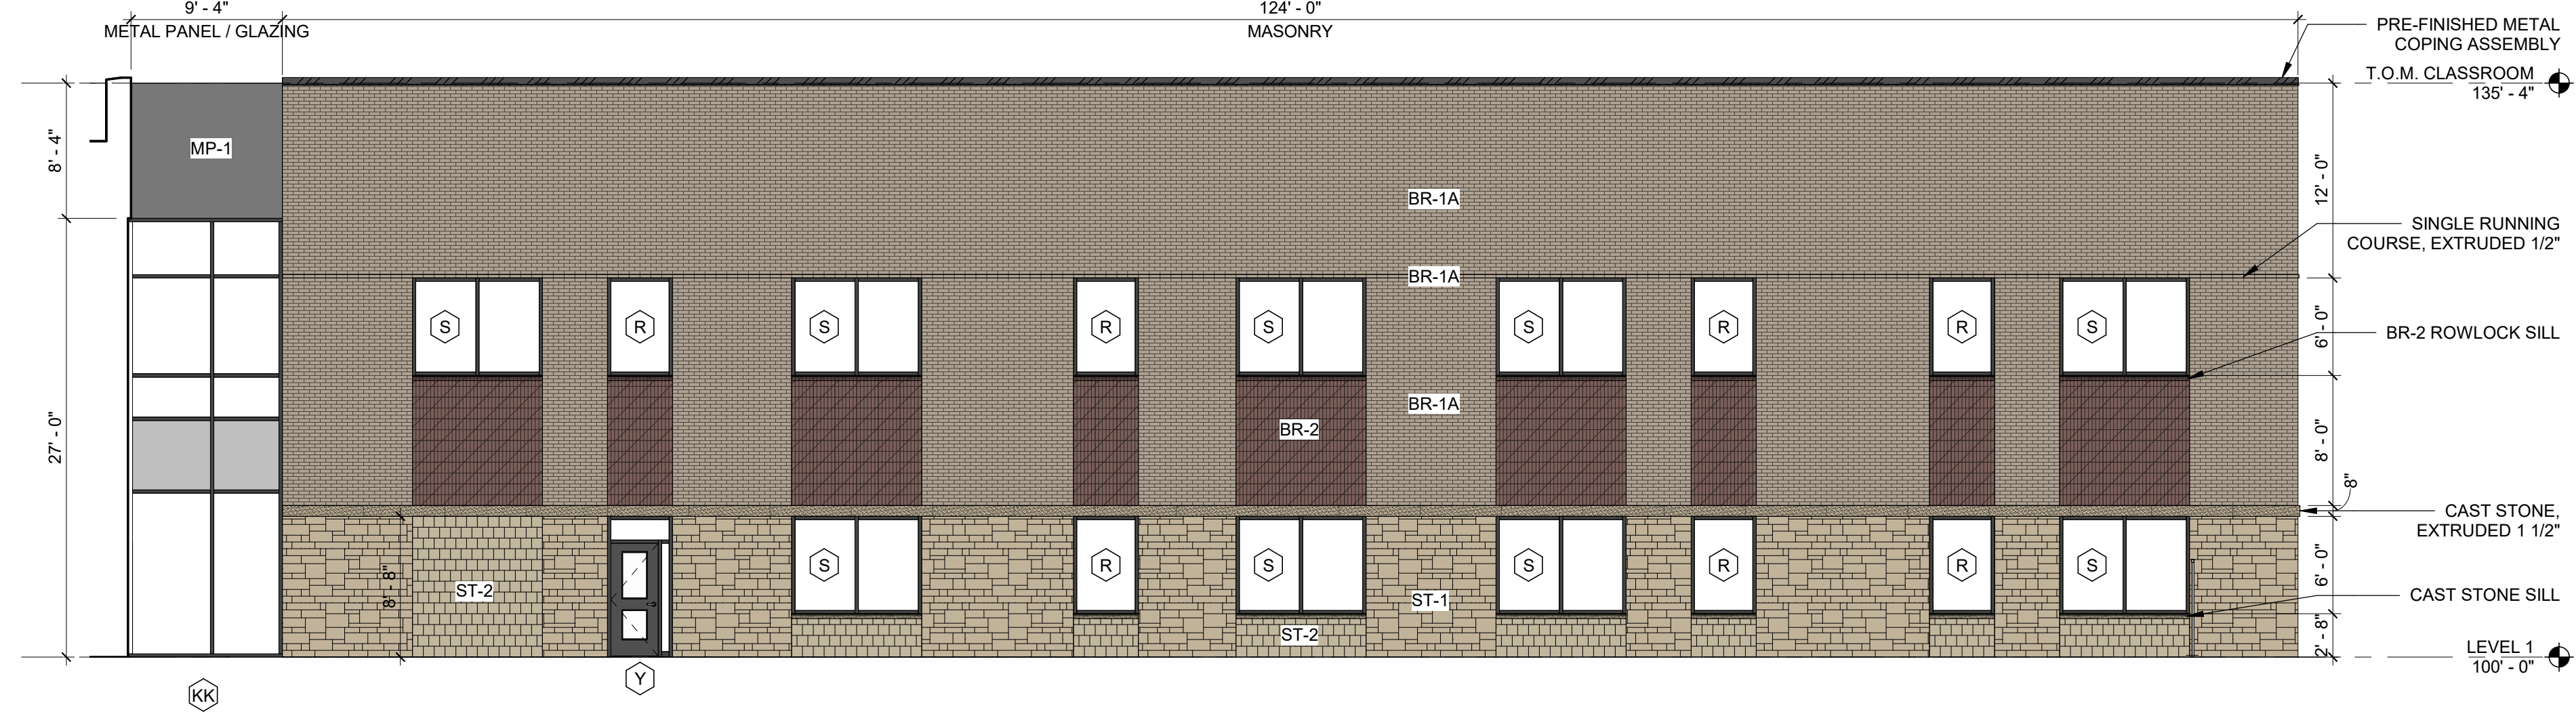 9' - 4"
124' - 0"
METAL PANEL / GLAZING
MASONRY
PRE-FINISHED METAL
COPING ASSEMBLY
T.O.M. CLASSROOM
135' - 4"
8' - 4"
MP-1
12' - 0"
BR-1A
SINGLE RUNNING
COURSE, EXTRUDED 1/2"
BR-1A
S
R
S
R
S
S
R
R
S
6' - 0"
BR-2 ROWLOCK SILL
27' - 0"
BR-1A
BR-2
8' - 0"
8"
CAST STONE,
EXTRUDED 1 1/2"
S
R
S
S
R
R
S
6' - 0"
8' - 8"
ST-2
ST-1
CAST STONE SILL
ST-2
2' - 8"
LEVEL 1
100' - 0"
KK
Y